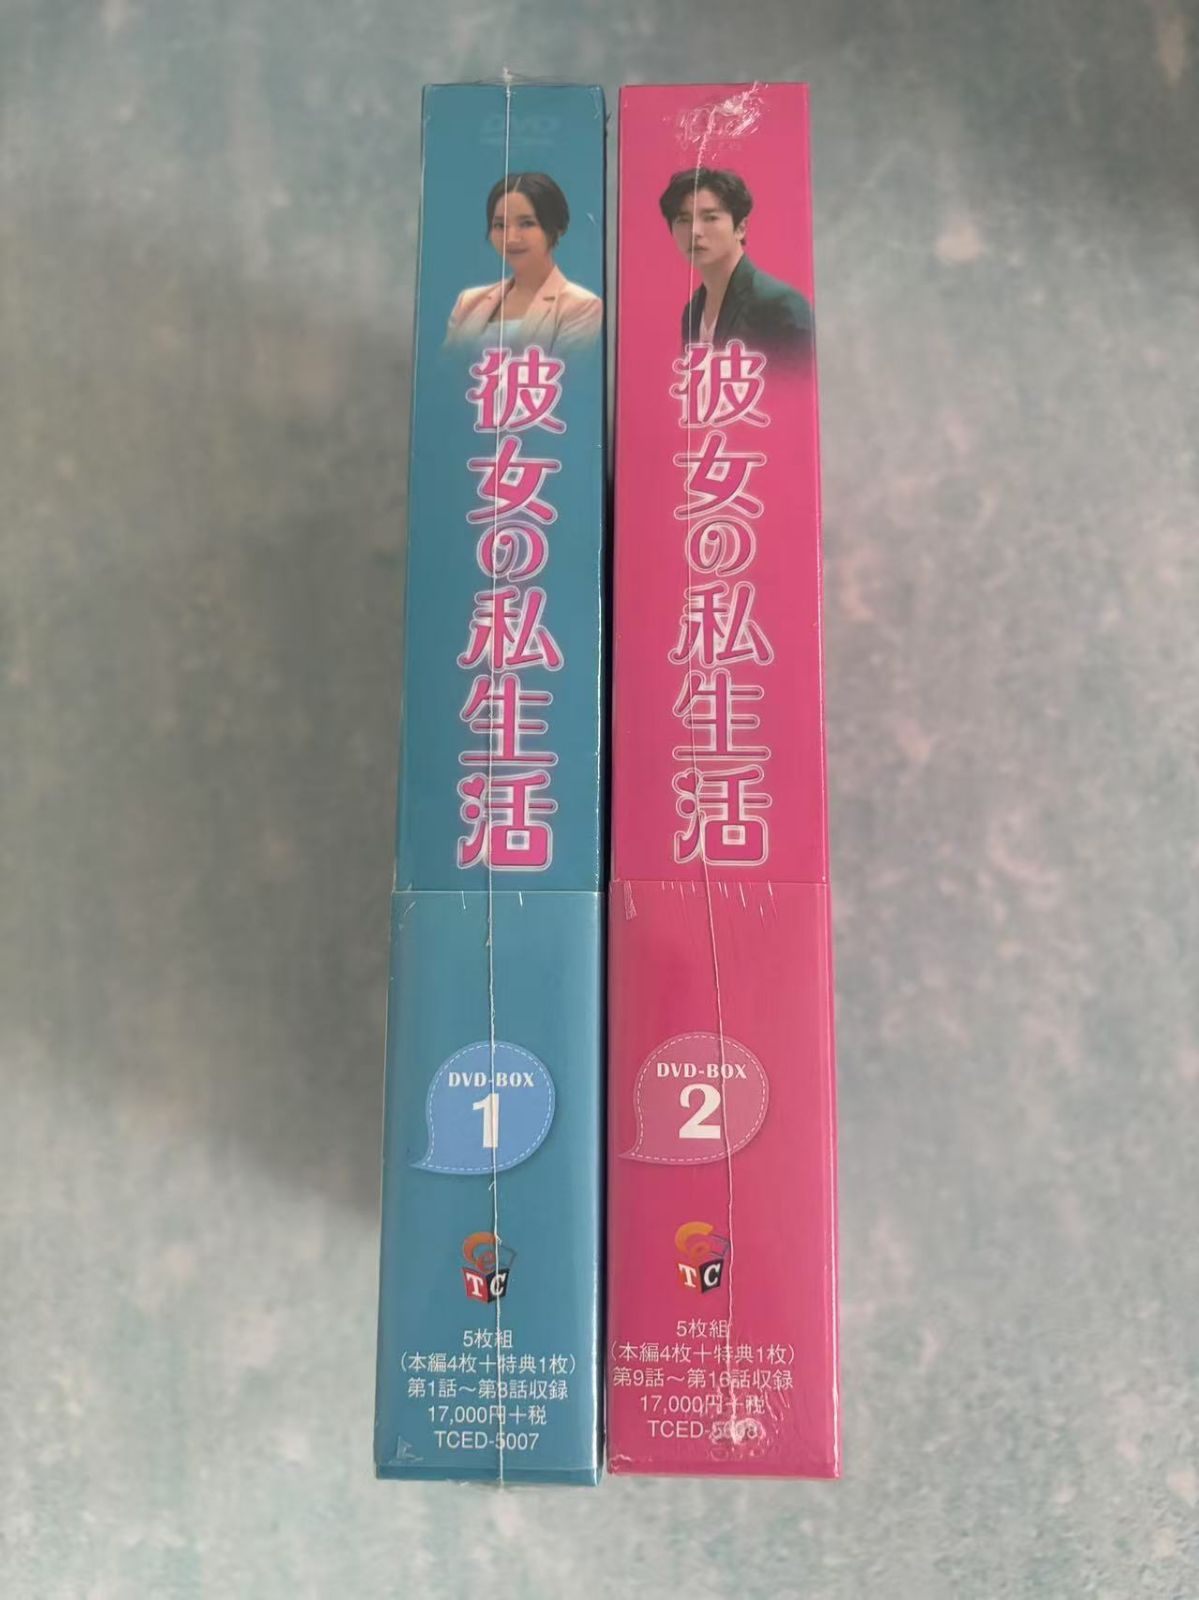 DVD
彼女の私生活
DVD-BOX
1
TC
5枚組
(本編4枚+特典1枚)
第1話～第8話収録
17,000円+税
TCED-5007
彼女の私生活
DVD-BOX
2
TC
5枚組
(本編4枚+特典1枚)
第9話～第16話収録
17,000円+税
TCED-5008